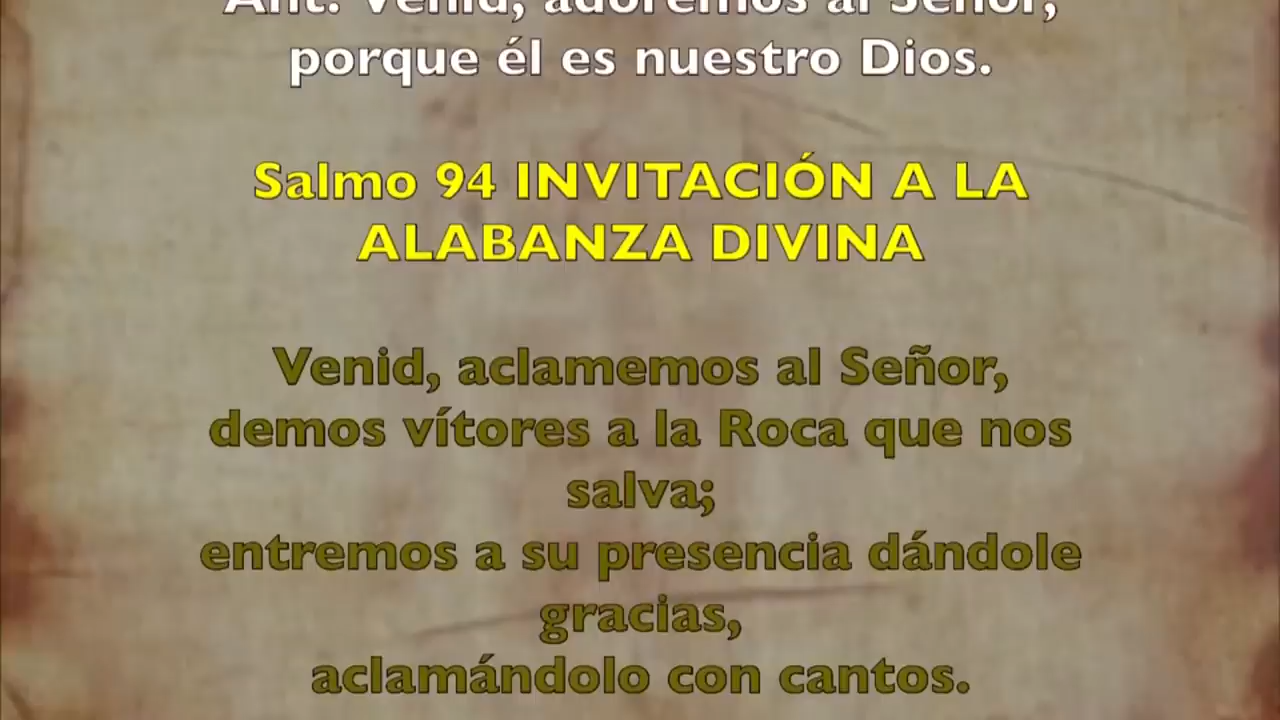 Ant. Venid, adoremos al Señor,
porque él es nuestro Dios.
Salmo 94 INVITACIÓN A LA
ALABANZA DIVINA
Venid, aclamemos al Señor,
demos vítores a la Roca que nos
salva;
entremos a su presencia dándole
gracias,
aclamándolo con cantos.